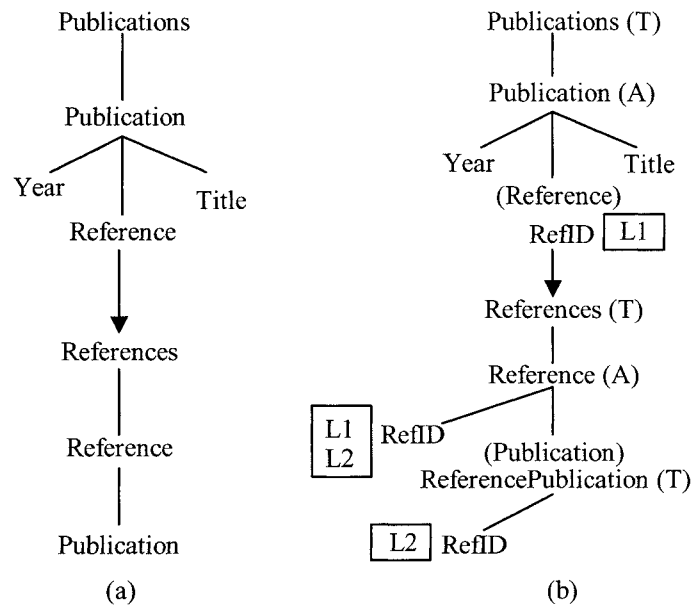 Publications
Publication
Year
Title
Reference
References
Reference
Publication
(a)
Publications (T)
Publication (A)
Year
Title
(Reference)
RefID L1
References (T)
Reference (A)
L1
L2
RefID
(Publication)
ReferencePublication (T)
L2 RefID
(b)